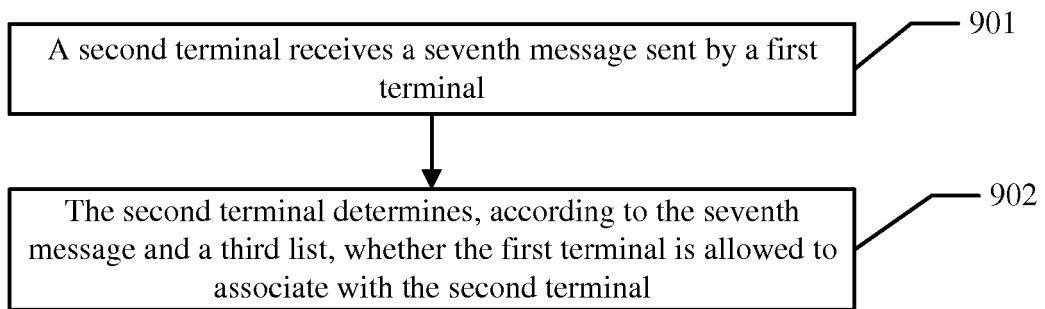 A second terminal receives a seventh message sent by a first
terminal
901
The second terminal determines, according to the seventh
message and a third list, whether the first terminal is allowed to
associate with the second terminal
902